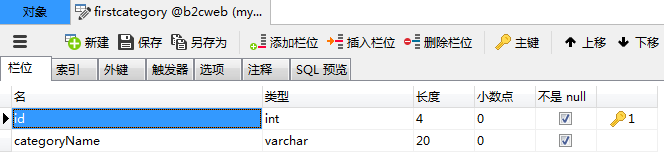 对象 firstcategory @b2cweb (my...
新建 保存 另存为 添加栏位 插入栏位 删除栏位 主键 上移 下移
栏位 索引 外键 触发器 选项 注释 SQL 预览
名 类型 长度 小数点 不是 null
id int 4 0 1
categoryName varchar 20 0